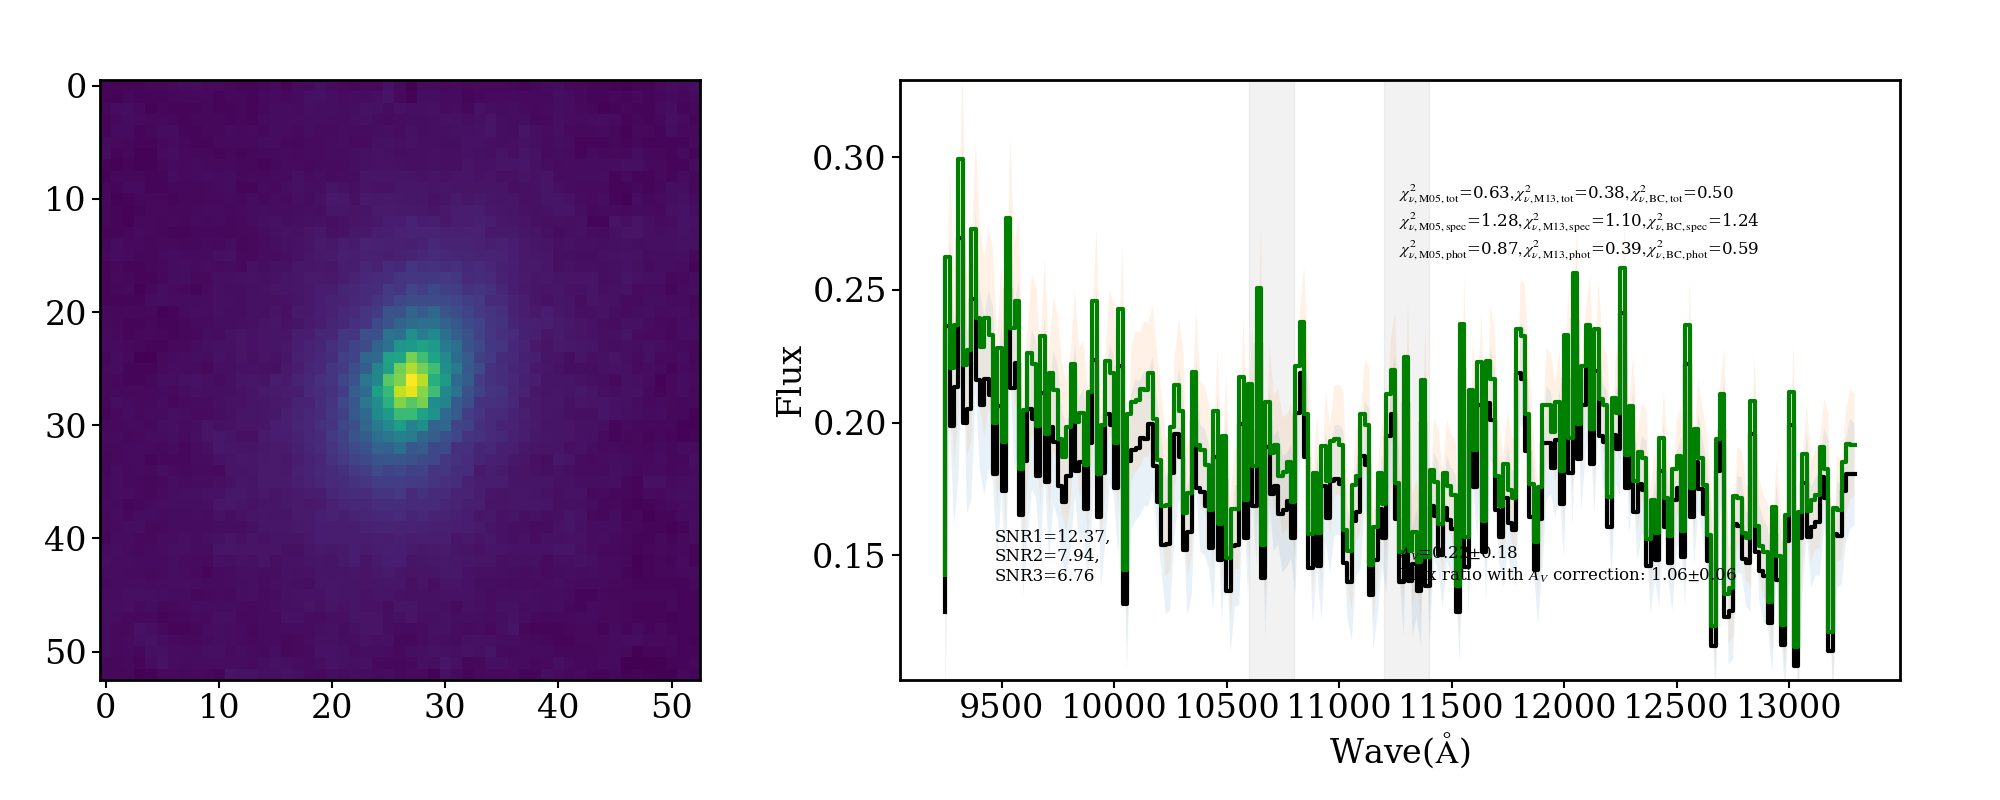 0
10
20
30
40
50
0 10 20 30 40 50
Flux
0.30
0.25
0.20
0.15
χ²ν,M05,tot=0.63,χ²ν,M13,tot=0.38,χ²ν,BC,tot=0.50
χ²ν,M05,spec=1.28,χ²ν,M13,spec=1.10,χ²ν,BC,spec=1.24
χ²ν,M05,phot=0.87,χ²ν,M13,phot=0.39,χ²ν,BC,phot=0.59
SNR1=12.37,
SNR2=7.94,
SNR3=6.76
=0.22±0.18
ratio with AV correction: 1.06±0.06
9500 10000 10500 11000 11500 12000 12500 13000
Wave(Å)